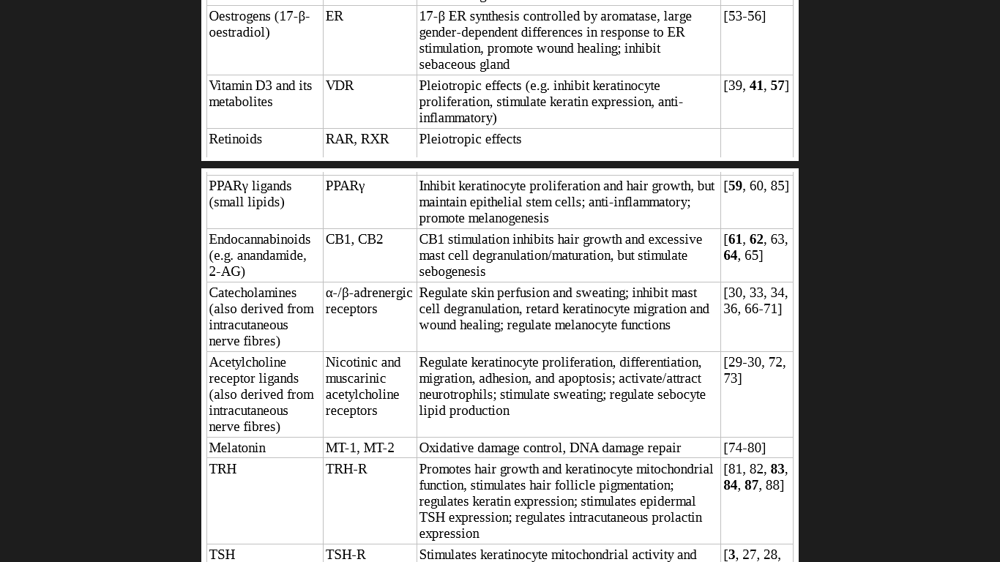 Oestrogens (17-β-
oestradiol)
ER
17-β ER synthesis controlled by aromatase, large
gender-dependent differences in response to ER
stimulation, promote wound healing; inhibit
sebaceous gland
[53-56]
Vitamin D3 and its
metabolites
VDR
Pleiotropic effects (e.g. inhibit keratinocyte
proliferation, stimulate keratin expression, anti-
inflammatory)
[39, 41, 57]
Retinoids
RAR, RXR
Pleiotropic effects
PPARγ ligands
(small lipids)
PPARγ
Inhibit keratinocyte proliferation and hair growth, but
maintain epithelial stem cells; anti-inflammatory;
promote melanogenesis
[59, 60, 85]
Endocannabinoids
(e.g. anandamide,
2-AG)
CB1, CB2
CB1 stimulation inhibits hair growth and excessive
mast cell degranulation/maturation, but stimulate
sebogenesis
[61, 62, 63,
64, 65]
Catecholamines
(also derived from
intracutaneous
nerve fibres)
α-/β-adrenergic
receptors
Regulate skin perfusion and sweating; inhibit mast
cell degranulation, retard keratinocyte migration and
wound healing; regulate melanocyte functions
[30, 33, 34,
36, 66-71]
Acetylcholine
receptor ligands
(also derived from
intracutaneous
nerve fibres)
Nicotinic and
muscarinic
acetylcholine
receptors
Regulate keratinocyte proliferation, differentiation,
migration, adhesion, and apoptosis; activate/attract
neutrophils; stimulate sweating; regulate sebocyte
lipid production
[29-30, 72,
73]
Melatonin
MT-1, MT-2
Oxidative damage control, DNA damage repair
[74-80]
TRH
TRH-R
Promotes hair growth and keratinocyte mitochondrial
function, stimulates hair follicle pigmentation;
regulates keratin expression; stimulates epidermal
TSH expression; regulates intracutaneous prolactin
expression
[81, 82, 83,
84, 87, 88]
TSH
TSH-R
Stimulates keratinocyte mitochondrial activity and
[3, 27, 28,